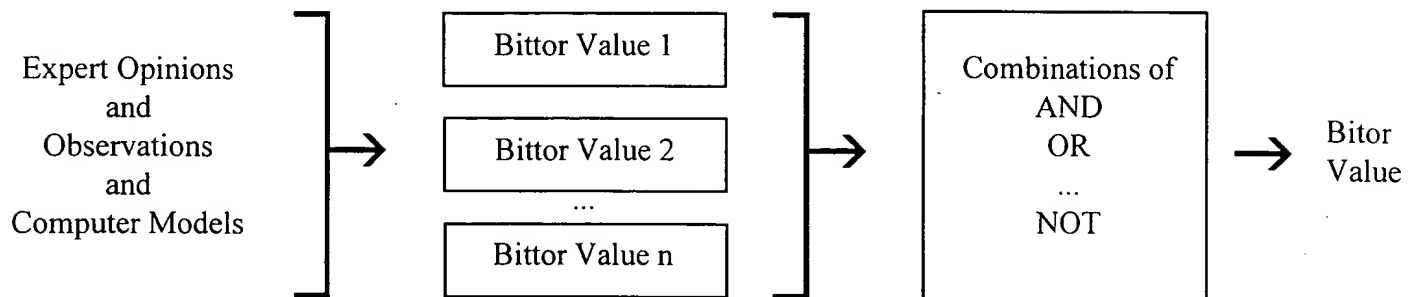 Expert Opinions
and
Observations
and
Computer Models
Bittor Value 1
Bittor Value 2
...
Bittor Value n
Combinations of
AND
OR
...
NOT
Bitor
Value